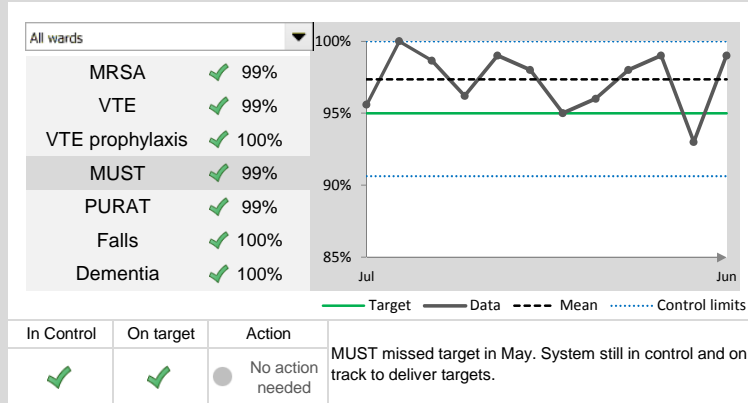 All wards
MRSA 99%
VTE 99%
VTE prophylaxis 100%
MUST 99%
PURAT 99%
Falls 100%
Dementia 100%
100%
95%
90%
85%
Jul Jun
Target Data Mean Control limits
In Control On target Action
No action
needed
MUST missed target in May. System still in control and on
track to deliver targets.